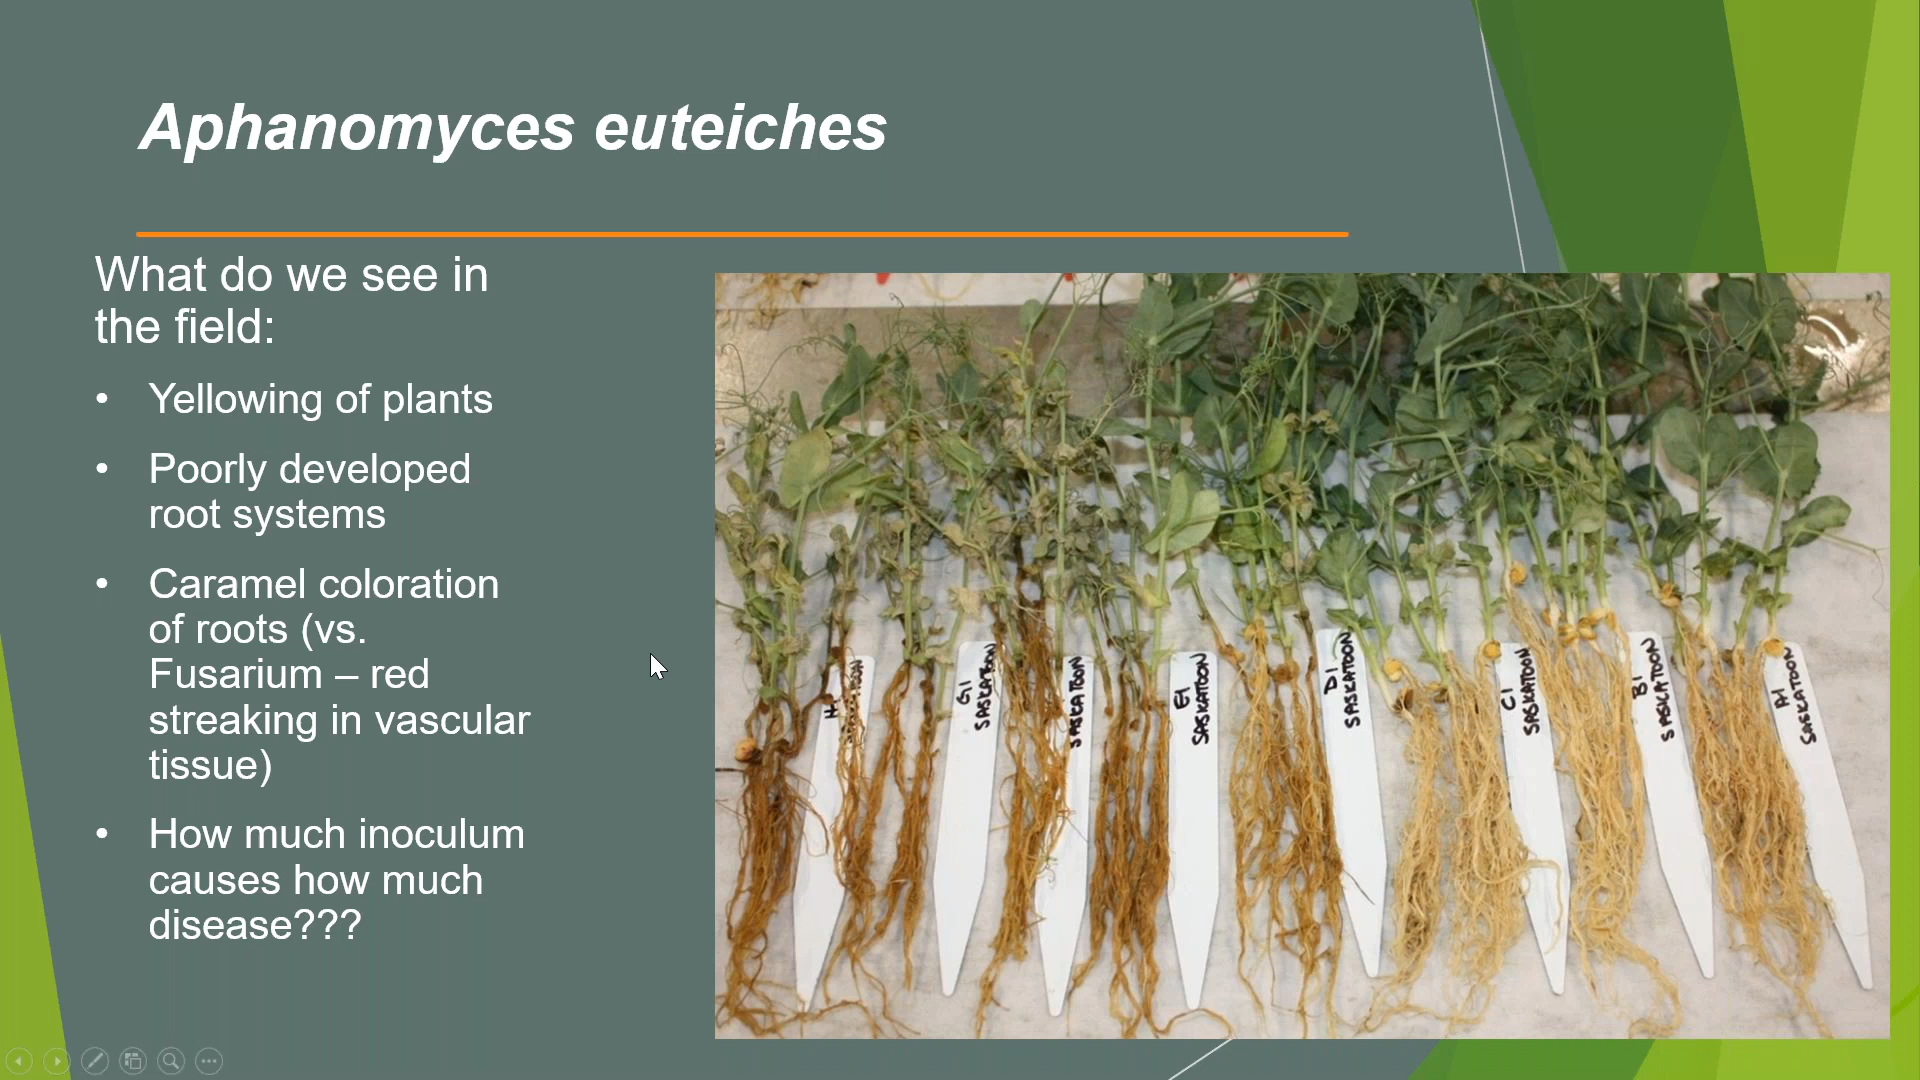 Aphanomyces euteiches
What do we see in
the field:
• Yellowing of plants
• Poorly developed
root systems
• Caramel coloration
of roots (vs.
Fusarium – red
streaking in vascular
tissue)
• How much inoculum
causes how much
disease???
G1
SASKATOON
SASKATOON
E1
SASKATOON
D1
SASKATOON
C1
SASKATOON
B1
SASKATOON
A1
SASKATOON